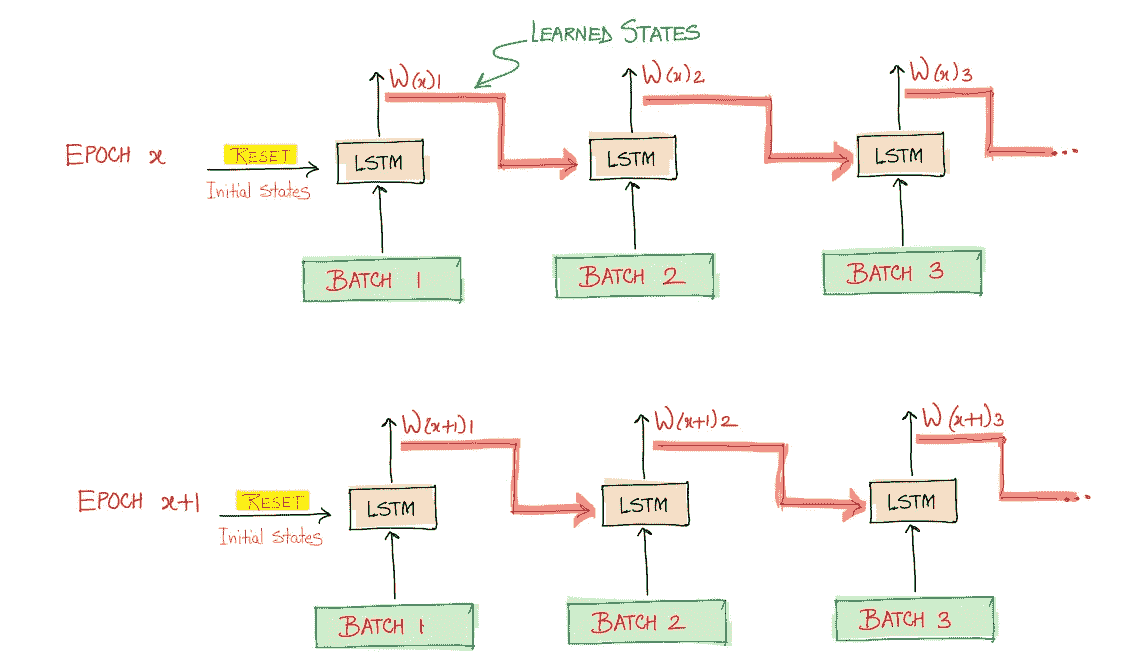 LEARNED STATES
W(x)1
W(x)2
W(x)3
EPOCH x
RESET
Initial States
LSTM
LSTM
LSTM
BATCH 1
BATCH 2
BATCH 3
W(x+1)1
W(x+1)2
W(x+1)3
EPOCH x+1
RESET
Initial States
LSTM
LSTM
LSTM
BATCH 1
BATCH 2
BATCH 3